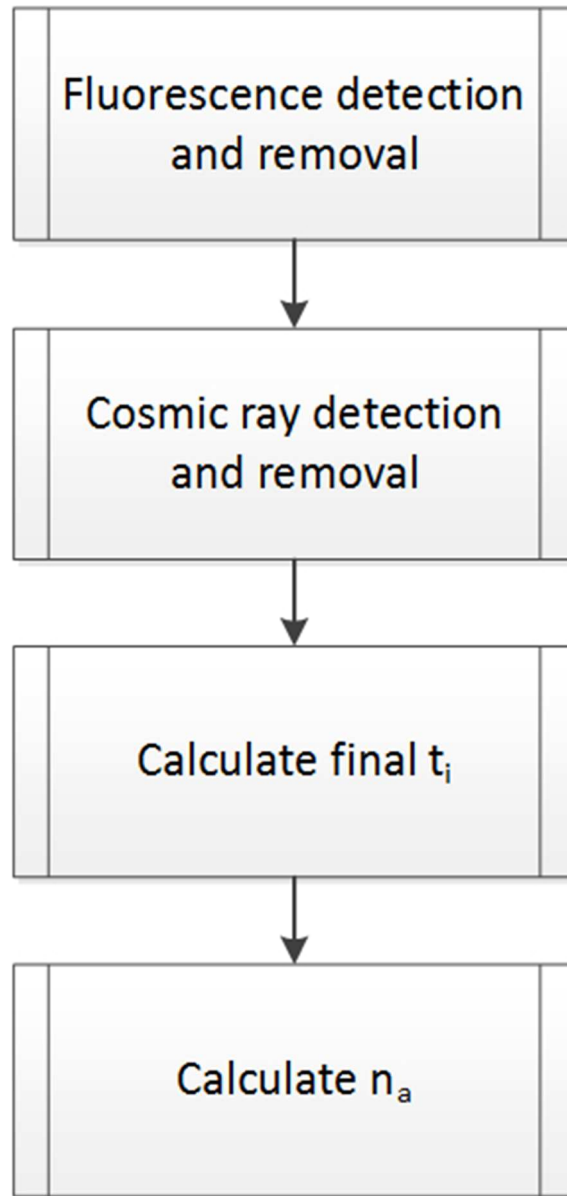 Fluorescence detection
and removal
Cosmic ray detection
and removal
Calculate final tᵢ
Calculate nₐ